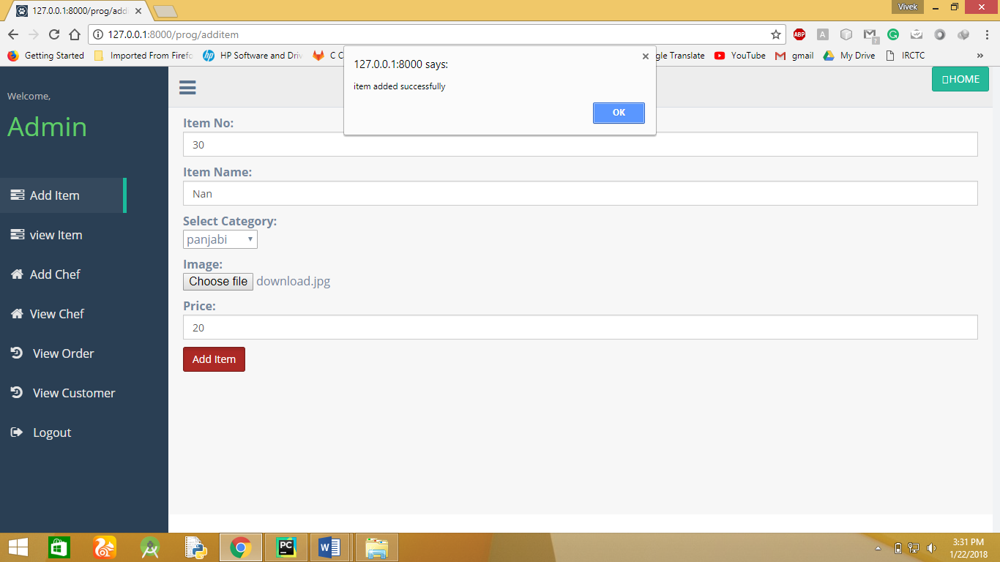 127.0.0.1:8000/prog/add
Vivek
127.0.0.1:8000/prog/additem
ABP
A
?
Getting Started
Imported From Firefo
HP Software and Driv
C C
gle Translate
YouTube
gmail
My Drive
IRCTC
»
127.0.0.1:8000 says:
item added successfully
OK
HOME
Welcome,
Admin
Add Item
view Item
Add Chef
View Chef
View Order
View Customer
Logout
Item No:
30
Item Name:
Nan
Select Category:
panjabi
Image:
Choose file download.jpg
Price:
20
Add Item
PC
3:31 PM
1/22/2018